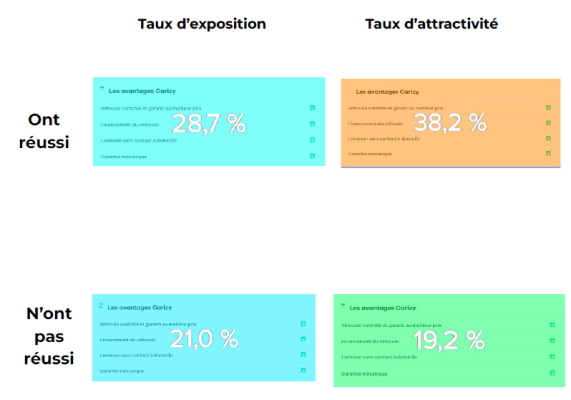 Taux d'exposition
Taux d'attractivité
Ont
réussi
Les avantages Carizy
Véhicule contrôlé et garanti au meilleur prix
28,7 %
Financement du véhicule
Livraison sans contact à domicile
Garantie mécanique
Les avantages Carizy
Véhicule contrôlé et garanti au meilleur prix
38,2 %
Financement du véhicule
Livraison sans contact à domicile
Garantie mécanique
N'ont
pas
réussi
Les avantages Carizy
Véhicule contrôlé et garanti au meilleur prix
21,0 %
Financement du véhicule
Livraison sans contact à domicile
Garantie mécanique
Les avantages Carizy
Véhicule contrôlé et garanti au meilleur prix
19,2 %
Financement du véhicule
Livraison sans contact à domicile
Garantie mécanique